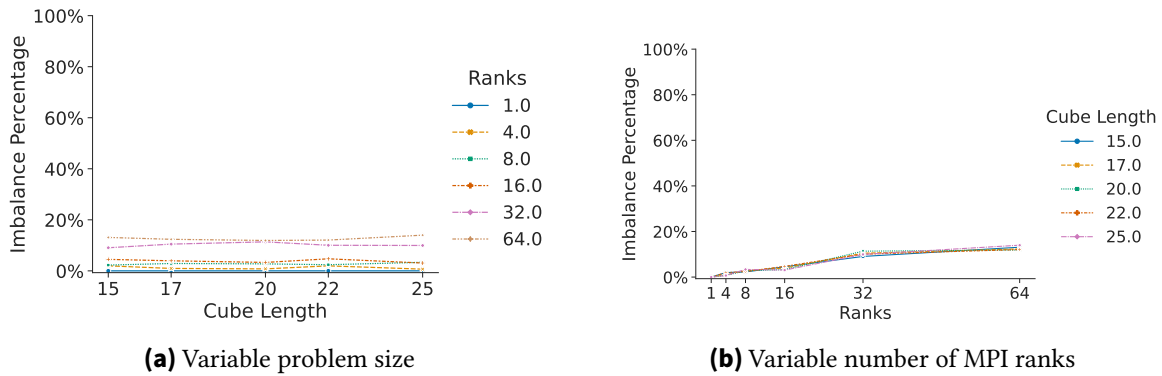 100%
80%
60%
40%
20%
0%
Imbalance Percentage
15 17 20 22 25
Cube Length
Ranks
1.0
4.0
8.0
16.0
32.0
64.0
(a) Variable problem size
100%
80%
60%
40%
20%
0%
Imbalance Percentage
1 4 8 16 32 64
Ranks
Cube Length
15.0
17.0
20.0
22.0
25.0
(b) Variable number of MPI ranks